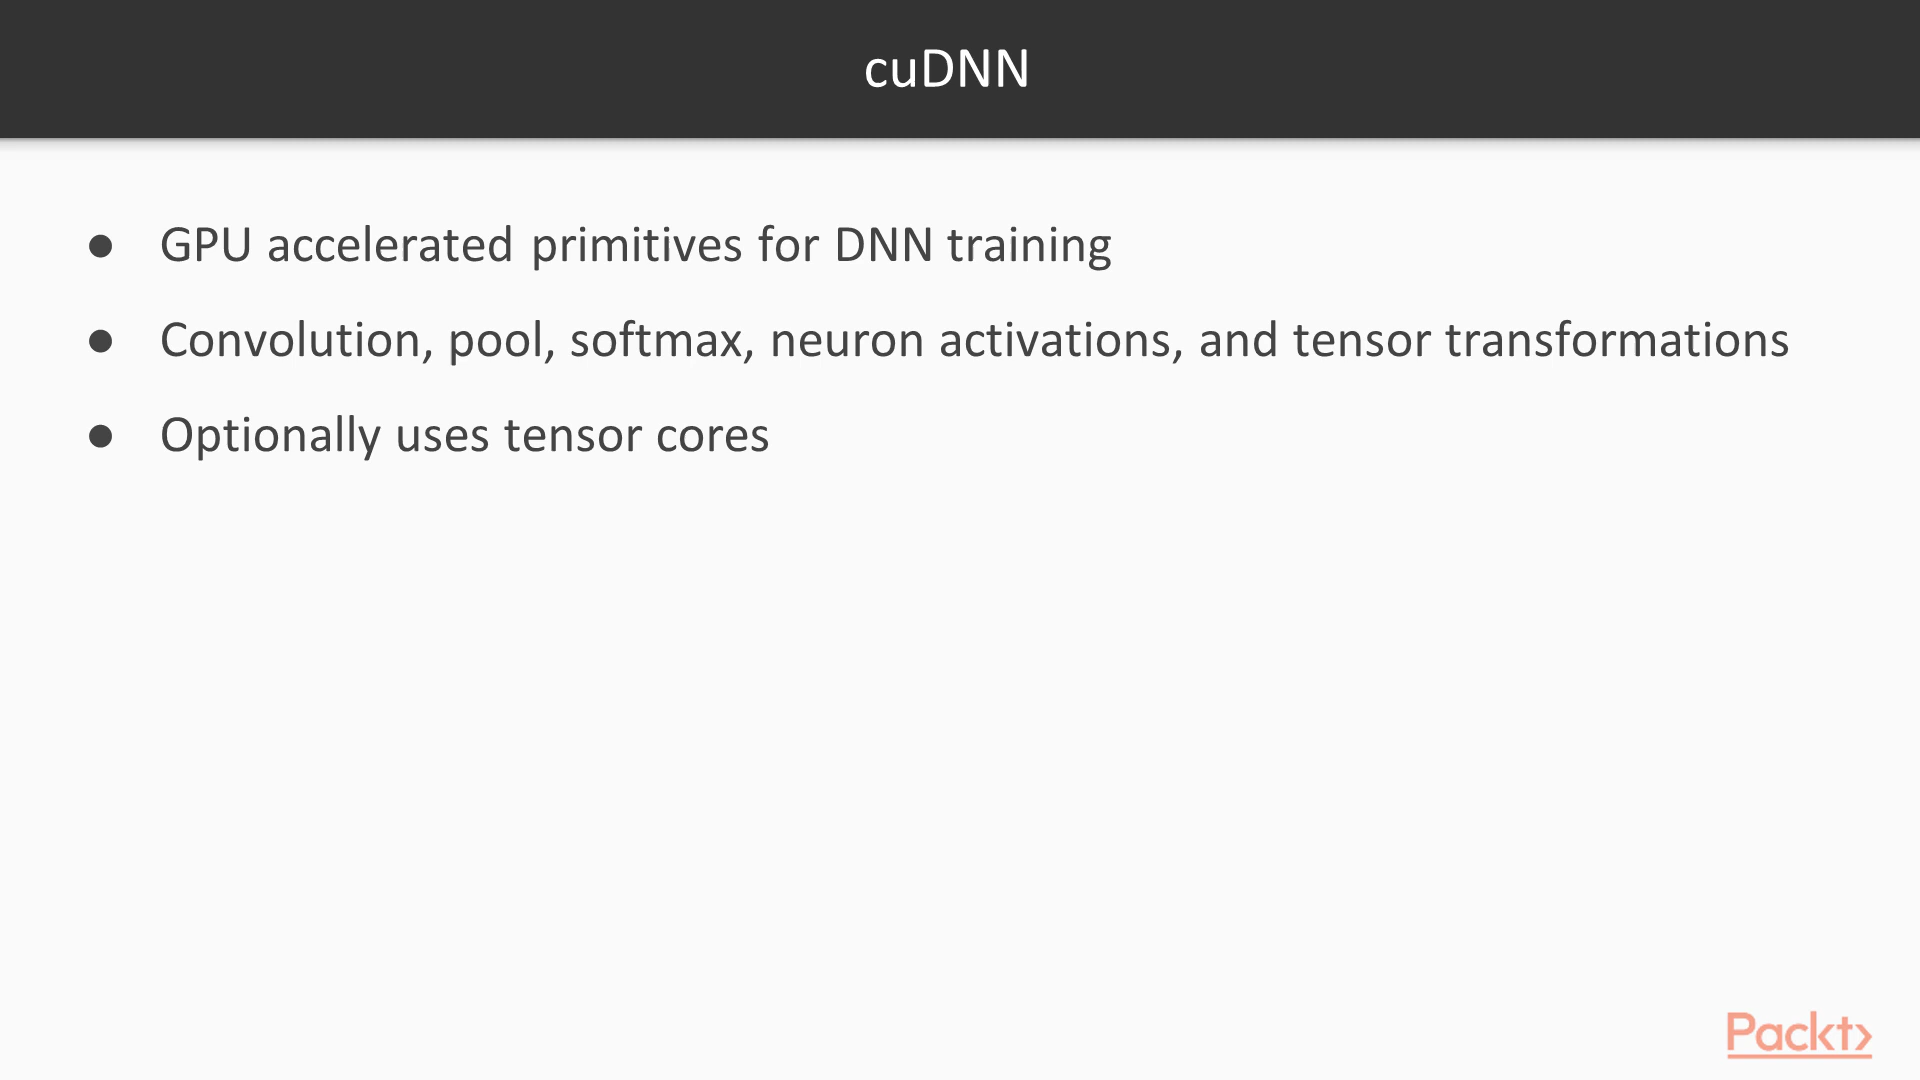 cuDNN
● GPU accelerated primitives for DNN training
● Convolution, pool, softmax, neuron activations, and tensor transformations
● Optionally uses tensor cores
Packt>